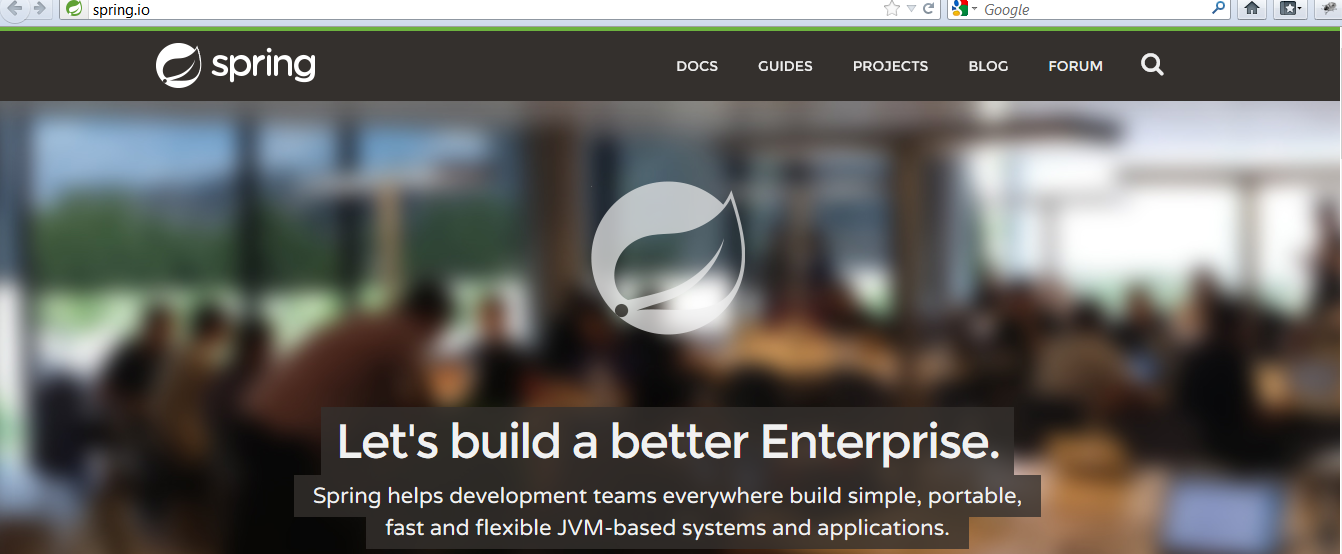 spring.io
Google
spring
DOCS
GUIDES
PROJECTS
BLOG
FORUM
Let's build a better Enterprise.
Spring helps development teams everywhere build simple, portable,
fast and flexible JVM-based systems and applications.